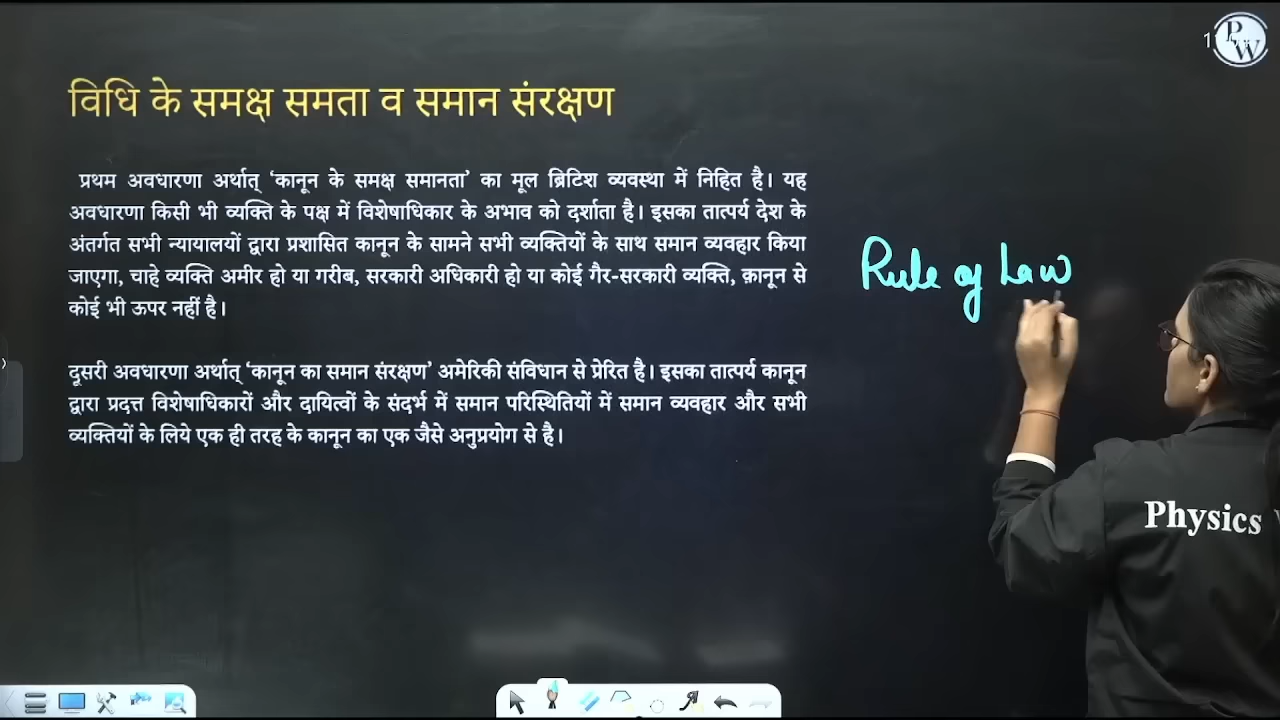 PW
विधि के समक्ष समता व समान संरक्षण
प्रथम अवधारणा अर्थात् ‘कानून के समक्ष समानता’ का मूल ब्रिटिश व्यवस्था में निहित है। यह
अवधारणा किसी भी व्यक्ति के पक्ष में विशेषाधिकार के अभाव को दर्शाता है। इसका तात्पर्य देश के
अंतर्गत सभी न्यायालयों द्वारा प्रशासित कानून के सामने सभी व्यक्तियों के साथ समान व्यवहार किया
जाएगा, चाहे व्यक्ति अमीर हो या गरीब, सरकारी अधिकारी हो या कोई गैर-सरकारी व्यक्ति, क़ानून से
कोई भी ऊपर नहीं है।
Rule of Law
दूसरी अवधारणा अर्थात् ‘कानून का समान संरक्षण’ अमेरिकी संविधान से प्रेरित है। इसका तात्पर्य कानून
द्वारा प्रदत्त विशेषाधिकारों और दायित्वों के संदर्भ में समान परिस्थितियों में समान व्यवहार और सभी
व्यक्तियों के लिये एक ही तरह के कानून का एक जैसे अनुप्रयोग से है।
Physics